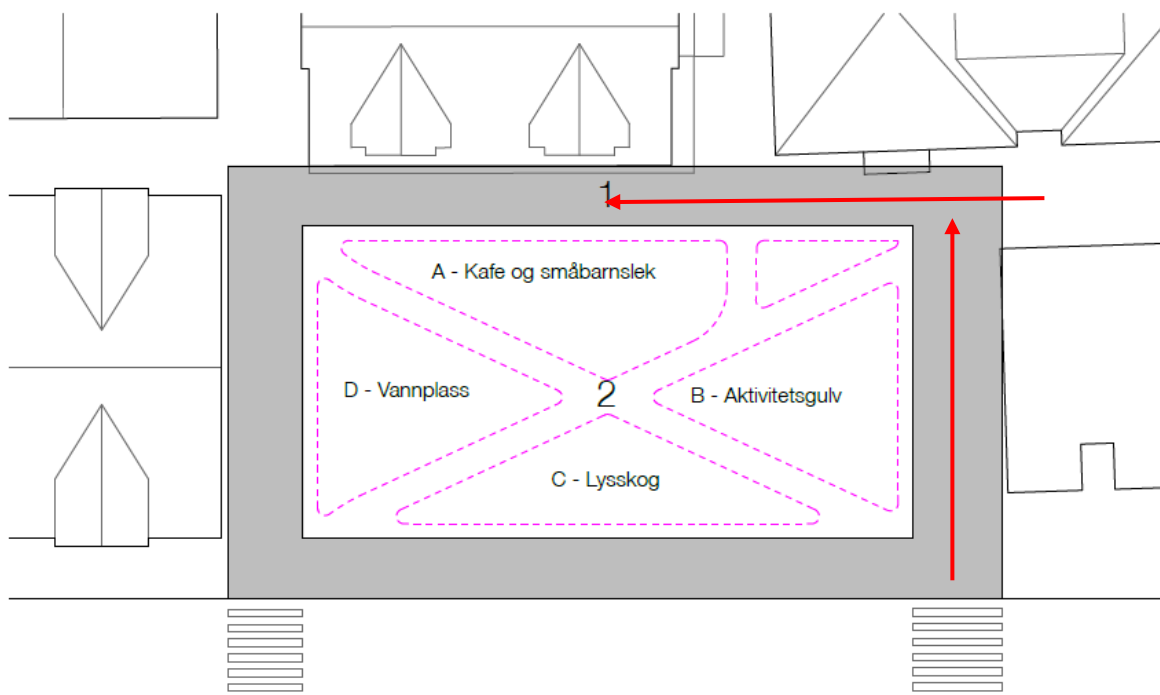 1
A - Kafe og småbarnslek
D - Vannplass
2
B - Aktivitetsgulv
C - Lysskog